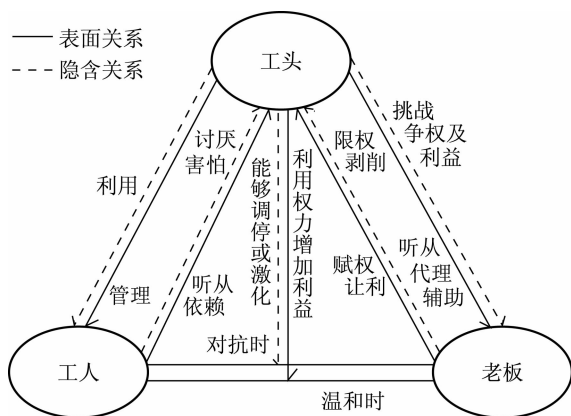 表面关系
隐含关系
工头
挑战
争权及
利益
讨厌
害怕
限权
剥削
利用
能够调停或激化
利用权力增加利益
听从
代理
辅助
管理
听从
依赖
赋权
让利
对抗时
工人
老板
温和时